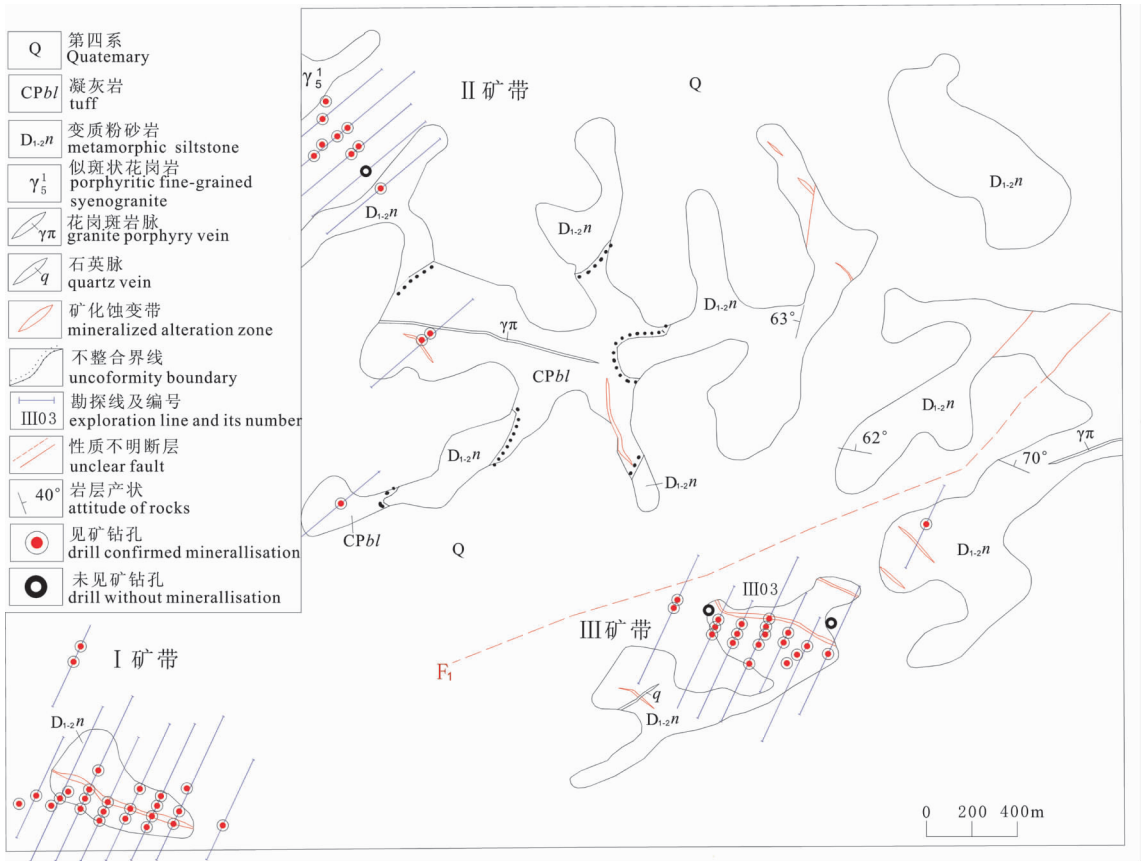 Q
第四系
Quatemary
CPbl
凝灰岩
tuff
D₁₋₂n
变质粉砂岩
metamorphic siltstone
γ₅¹
似斑状花岗岩
porphyritic fine-grained
syenogranite
γπ
花岗斑岩脉
granite porphyry vein
q
石英脉
quartz vein
矿化蚀变带
mineralized alteration zone
不整合界线
uncoformity boundary
Ⅲ03
勘探线及编号
exploration line and its number
性质不明断层
unclear fault
40°
岩层产状
attitude of rocks
见矿钻孔
drill confirmed minerallisation
未见矿钻孔
drill without minerallisation
γ₅¹
II 矿带
Q
D₁₋₂n
D₁₋₂n
D₁₋₂n
D₁₋₂n
63°
γπ
CPbl
D₁₋₂n
D₁₋₂n
62°
γπ
70°
D₁₋₂n
CPbl
Q
D₁₋₂n
D₁₋₂n
Ⅲ03
Ⅲ矿带
F₁
I 矿带
q
D₁₋₂n
D₁₋₂n
0 200 400m